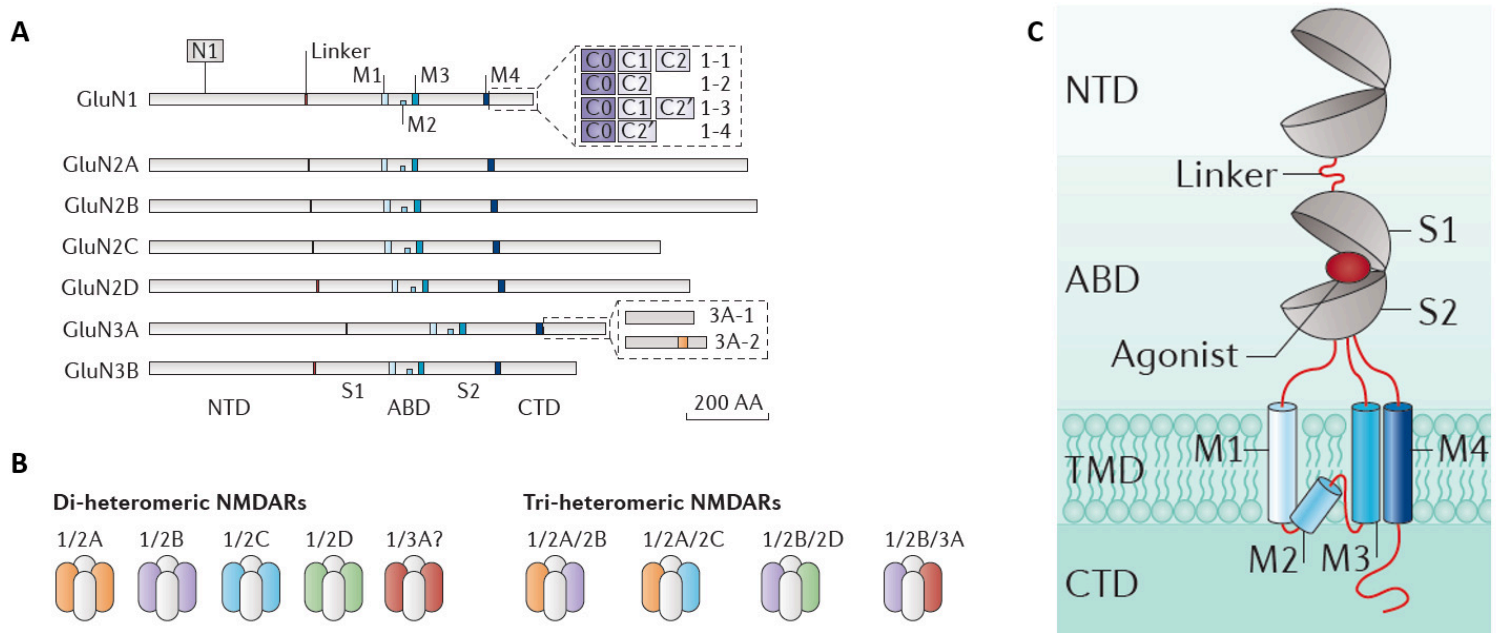 A
N1
Linker
M1
M3
M4
M2
GluN1
C0 C1 C2 1-1
C0 C2 1-2
C0 C1 C2′ 1-3
C0 C2′ 1-4
GluN2A
GluN2B
GluN2C
GluN2D
GluN3A
3A-1
3A-2
GluN3B
S1
S2
NTD
ABD
CTD
200 AA
B
Di-heteromeric NMDARs
1/2A 1/2B 1/2C 1/2D 1/3A?
Tri-heteromeric NMDARs
1/2A/2B 1/2A/2C 1/2B/2D 1/2B/3A
C
NTD
Linker
S1
ABD
S2
Agonist
M1
M4
TMD
M2
M3
CTD